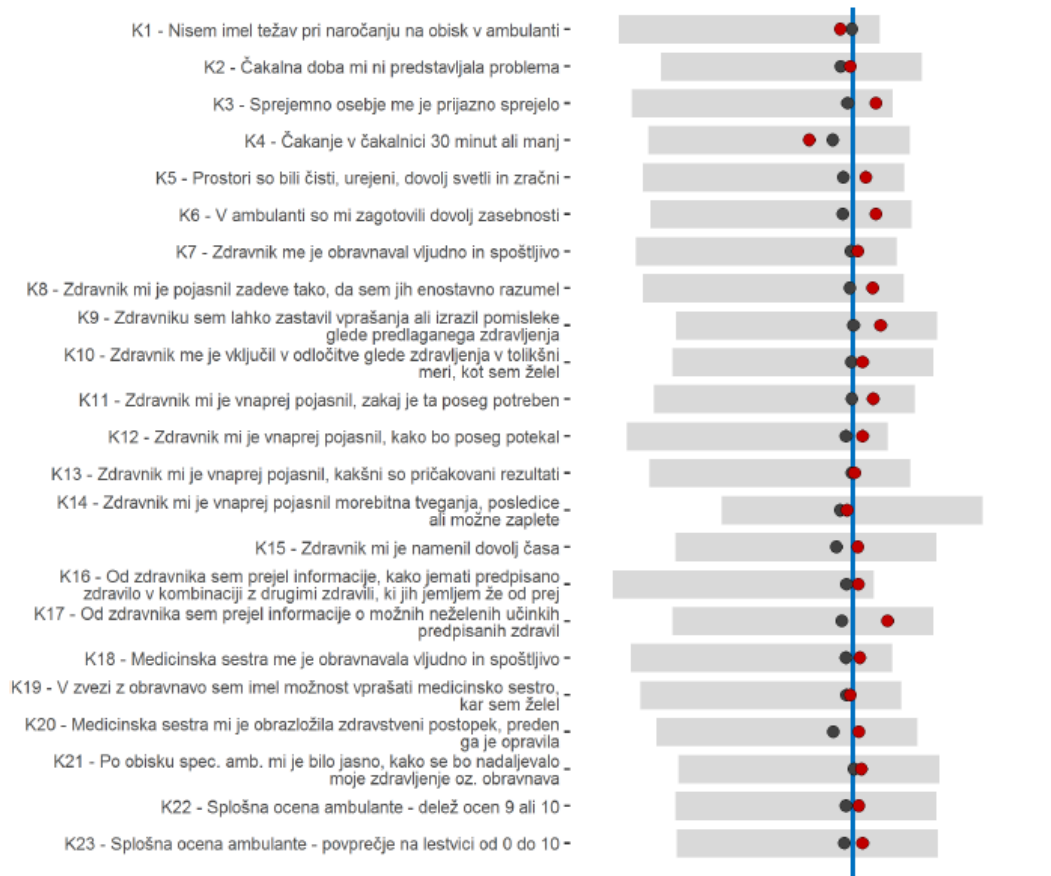 K1 - Nisem imel težav pri naročanju na obisk v ambulanti
K2 - Čakalna doba mi ni predstavljala problema
K3 - Sprejemno osebje me je prijazno sprejelo
K4 - Čakanje v čakalnici 30 minut ali manj
K5 - Prostori so bili čisti, urejeni, dovolj svetli in zračni
K6 - V ambulanti so mi zagotovili dovolj zasebnosti
K7 - Zdravnik me je obravnaval vljudno in spoštljivo
K8 - Zdravnik mi je pojasnil zadeve tako, da sem jih enostavno razumel
K9 - Zdravniku sem lahko zastavil vprašanja ali izrazil pomisleke
glede predlaganega zdravljenja
K10 - Zdravnik me je vključil v odločitve glede zdravljenja v tolikšni
meri, kot sem želel
K11 - Zdravnik mi je vnaprej pojasnil, zakaj je ta poseg potreben
K12 - Zdravnik mi je vnaprej pojasnil, kako bo poseg potekal
K13 - Zdravnik mi je vnaprej pojasnil, kakšni so pričakovani rezultati
K14 - Zdravnik mi je vnaprej pojasnil morebitna tveganja, posledice
ali možne zaplete
K15 - Zdravnik mi je namenil dovolj časa
K16 - Od zdravnika sem prejel informacije, kako jemati predpisano
zdravilo v kombinaciji z drugimi zdravili, ki jih jemljem že od prej
K17 - Od zdravnika sem prejel informacije o možnih neželenih učinkih
predpisanih zdravil
K18 - Medicinska sestra me je obravnavala vljudno in spoštljivo
K19 - V zvezi z obravnavo sem imel možnost vprašati medicinsko sestro,
kar sem želel
K20 - Medicinska sestra mi je obrazložila zdravstveni postopek, preden
ga je opravila
K21 - Po obisku spec. amb. mi je bilo jasno, kako se bo nadaljevalo
moje zdravljenje oz. obravnava
K22 - Splošna ocena ambulante - delež ocen 9 ali 10
K23 - Splošna ocena ambulante - povprečje na lestvici od 0 do 10